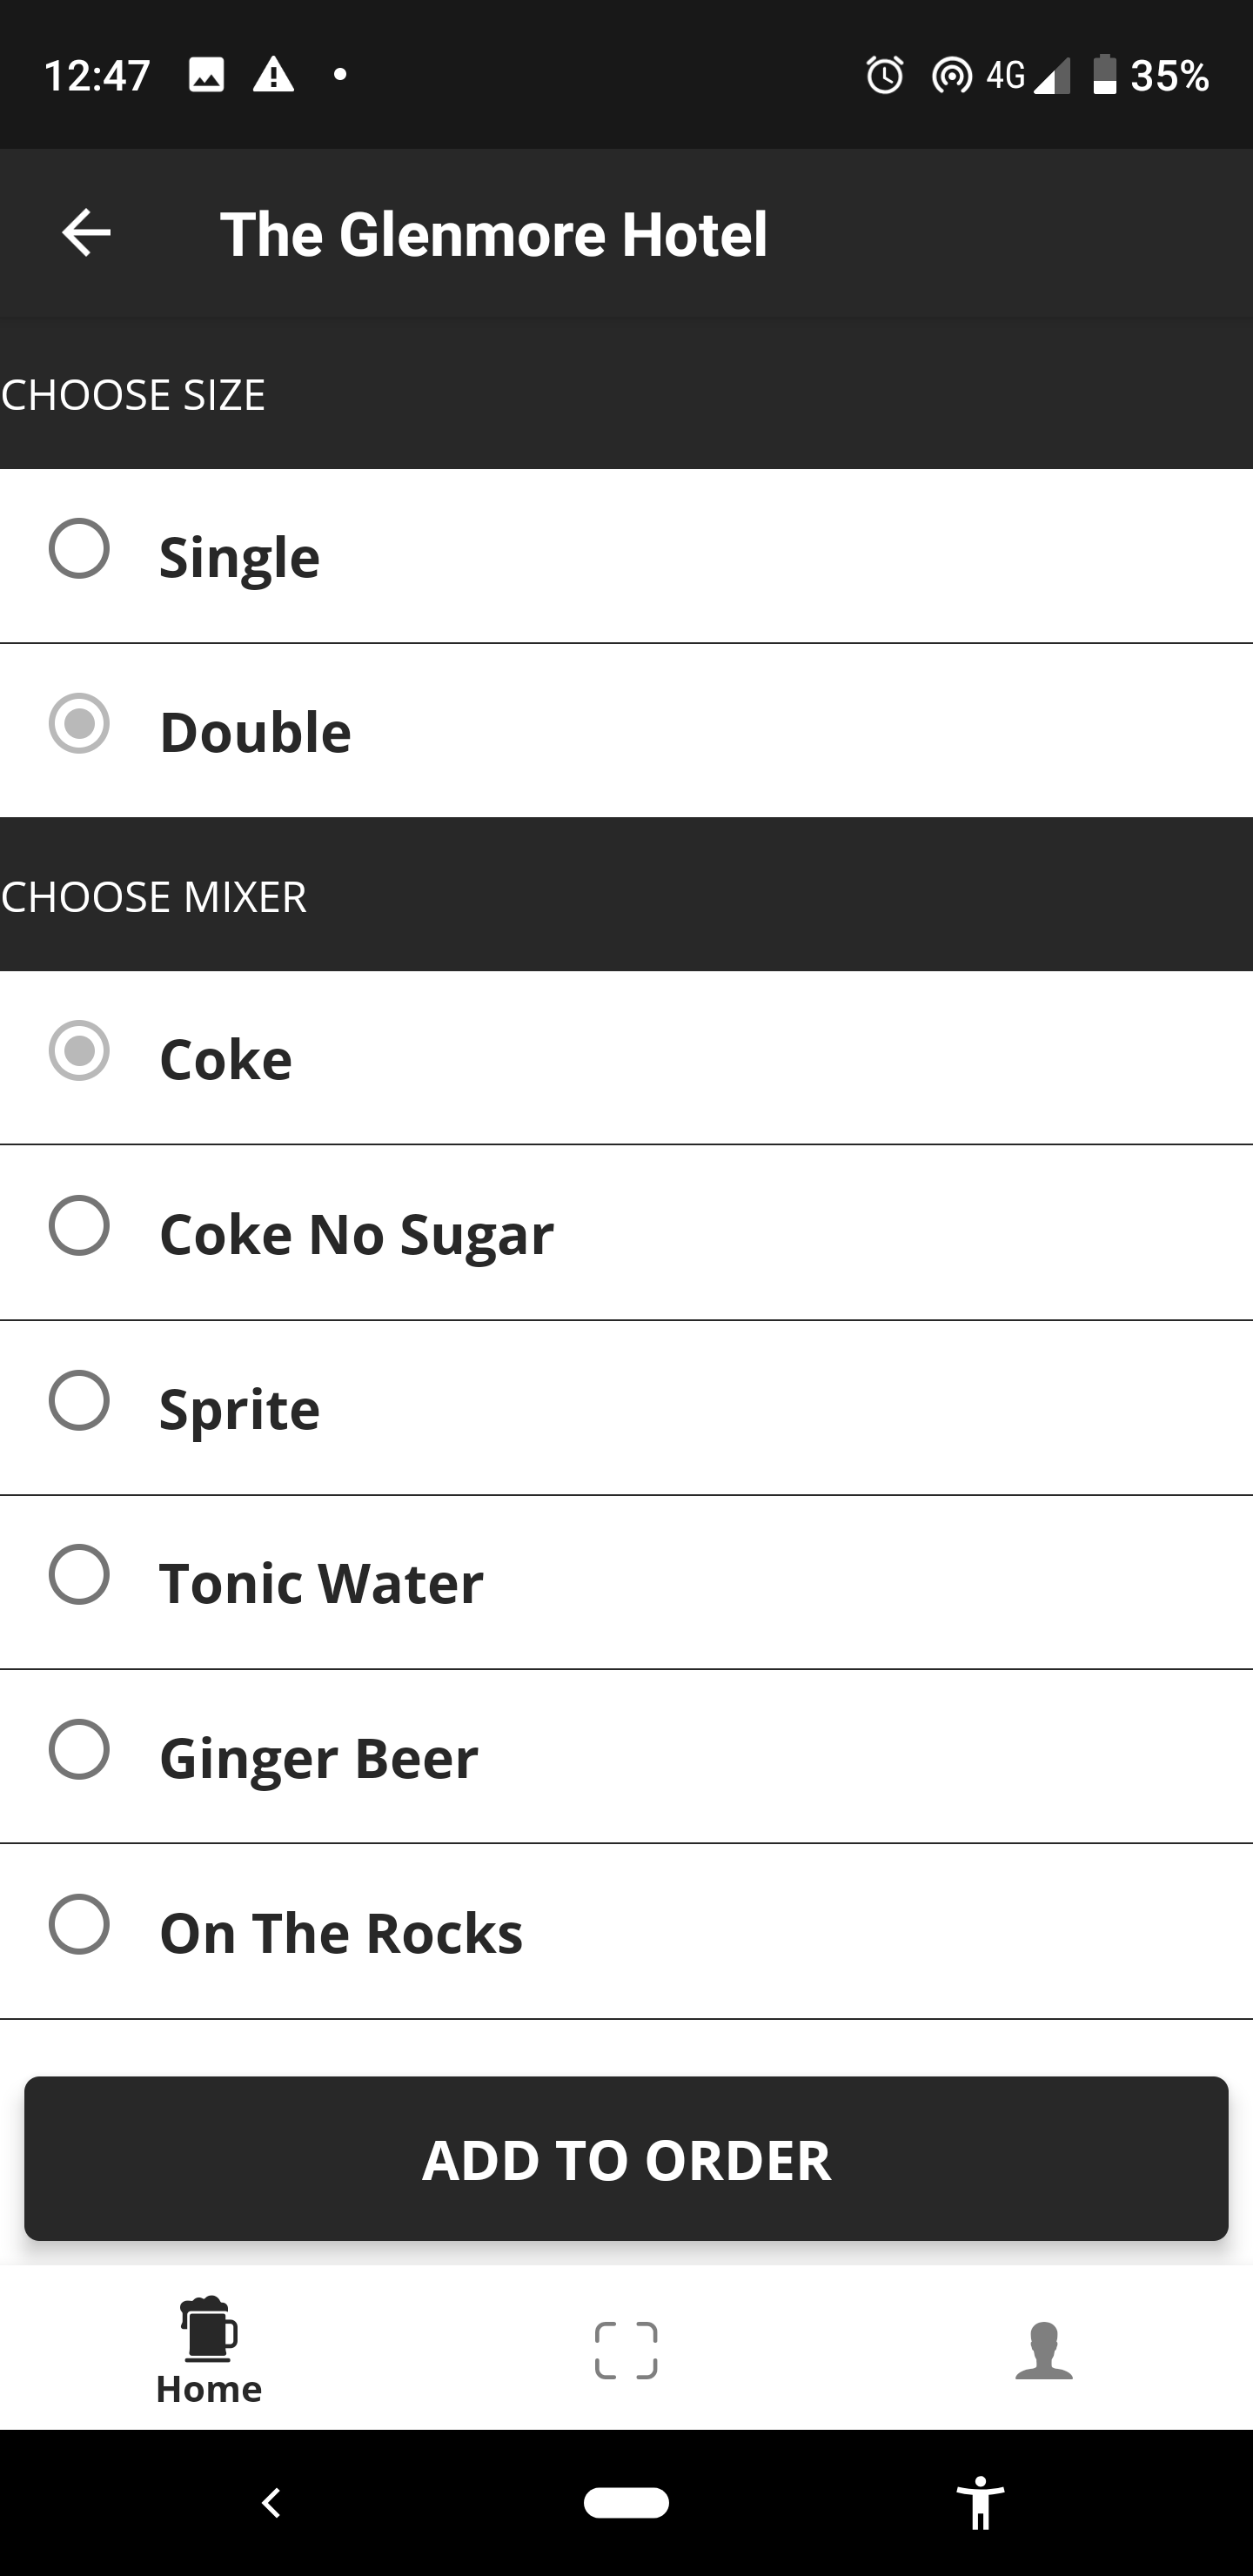 12:47 4G 35%
The Glenmore Hotel
CHOOSE SIZE
Single
Double
CHOOSE MIXER
Coke
Coke No Sugar
Sprite
Tonic Water
Ginger Beer
On The Rocks
ADD TO ORDER
Home